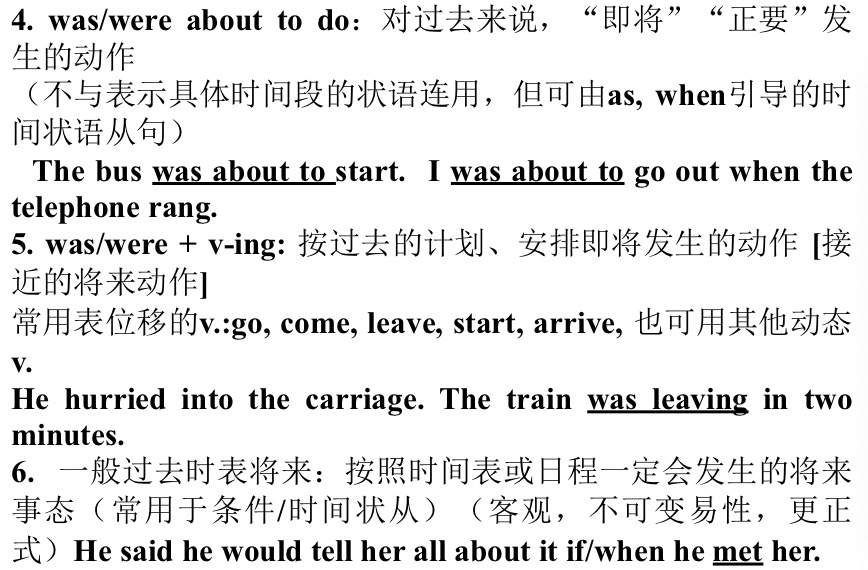 4. was/were about to do：对过去来说，“即将”“正要”发
生的动作
（不与表示具体时间段的状语连用，但可由as, when引导的时
间状语从句）
The bus was about to start. I was about to go out when the
telephone rang.
5. was/were + v-ing: 按过去的计划、安排即将发生的动作 [接
近的将来动作]
常用表位移的v.:go, come, leave, start, arrive, 也可用其他动态
v.
He hurried into the carriage. The train was leaving in two
minutes.
6. 一般过去时表将来：按照时间表或日程一定会发生的将来
事态（常用于条件/时间状从）（客观，不可变易性，更正
式）He said he would tell her all about it if/when he met her.